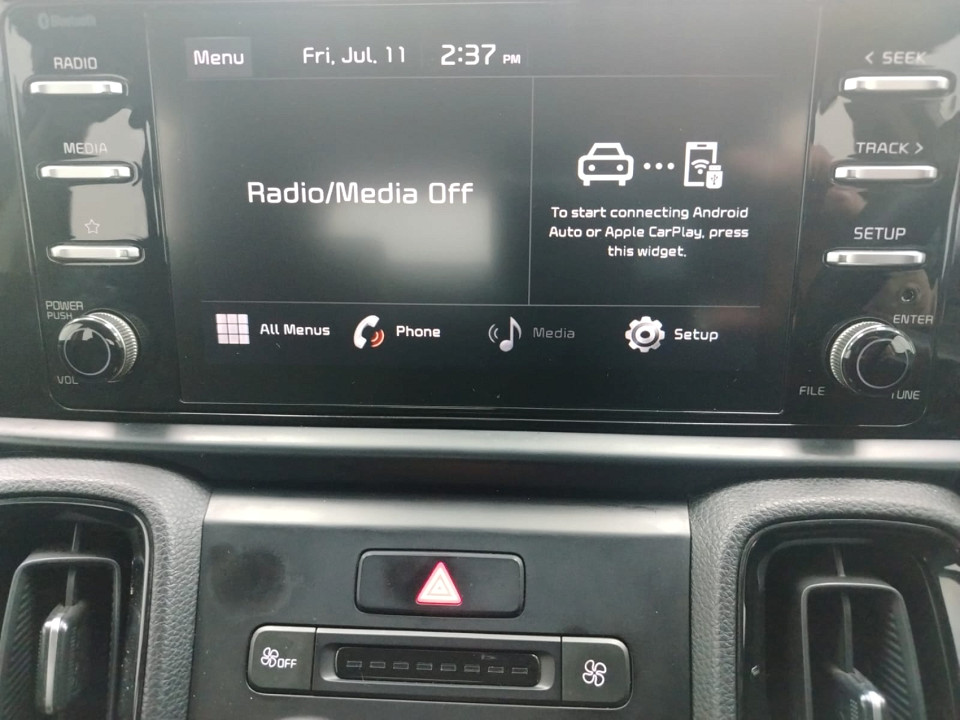 Bluetooth
RADIO
MEDIA
POWER
PUSH
VOL
Menu
Fri, Jul. 11
2:37 PM
Radio/Media Off
To start connecting Android
Auto or Apple CarPlay, press
this widget.
All Menus
Phone
Media
Setup
< SEEK
TRACK >
SETUP
ENTER
FILE
TUNE
OFF